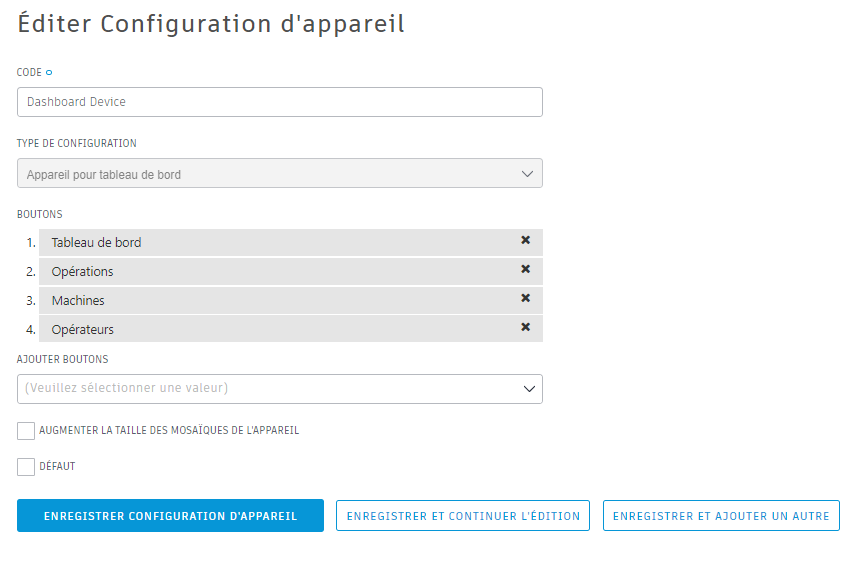 Éditer Configuration d'appareil
CODE
Dashboard Device
TYPE DE CONFIGURATION
Appareil pour tableau de bord
BOUTONS
1. Tableau de bord
2. Opérations
3. Machines
4. Opérateurs
AJOUTER BOUTONS
(Veuillez sélectionner une valeur)
AUGMENTER LA TAILLE DES MOSAÏQUES DE L'APPAREIL
DÉFAUT
ENREGISTRER CONFIGURATION D'APPAREIL ENREGISTRER ET CONTINUER L'ÉDITION ENREGISTRER ET AJOUTER UN AUTRE